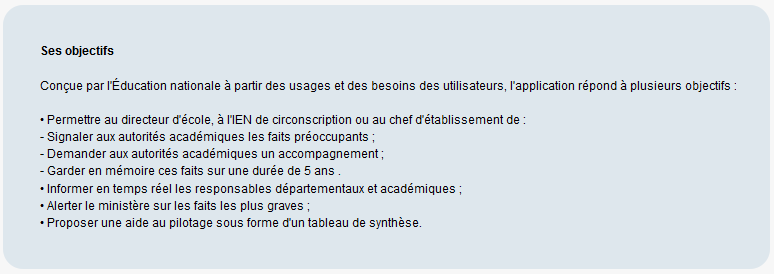 Ses objectifs
Conçue par l'Éducation nationale à partir des usages et des besoins des utilisateurs, l'application répond à plusieurs objectifs :
• Permettre au directeur d'école, à l'IEN de circonscription ou au chef d'établissement de :
- Signaler aux autorités académiques les faits préoccupants ;
- Demander aux autorités académiques un accompagnement ;
- Garder en mémoire ces faits sur une durée de 5 ans .
• Informer en temps réel les responsables départementaux et académiques ;
• Alerter le ministère sur les faits les plus graves ;
• Proposer une aide au pilotage sous forme d'un tableau de synthèse.